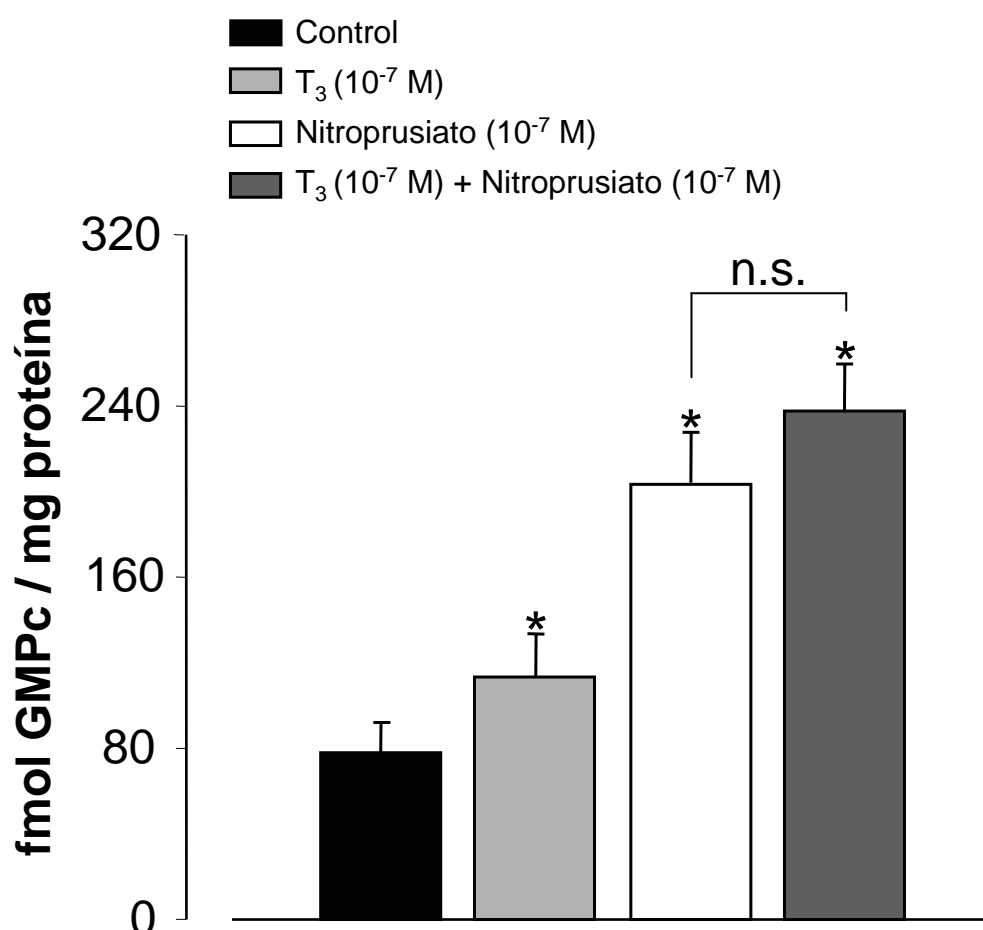 Control
T₃ (10⁻⁷ M)
Nitroprusiato (10⁻⁷ M)
T₃ (10⁻⁷ M) + Nitroprusiato (10⁻⁷ M)
320
240
160
80
0
fmol GMPc / mg proteína
n.s.
*
*
*